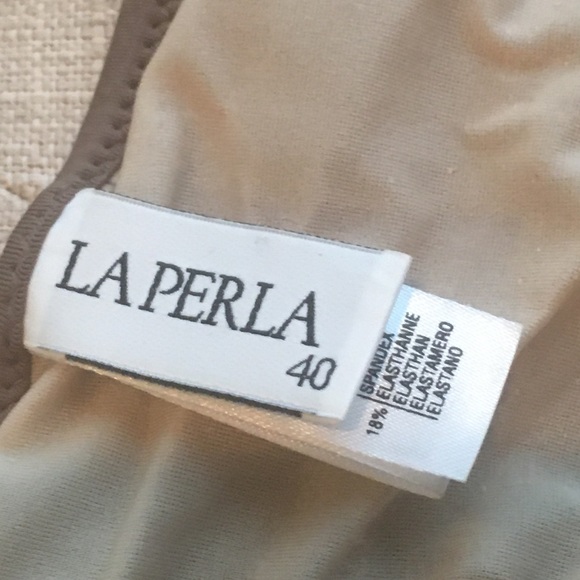 LA PERLA
40
18%
SPANDEX
ELASTHANNE
ELASTHAN
ELASTAMERO
ELASTANO